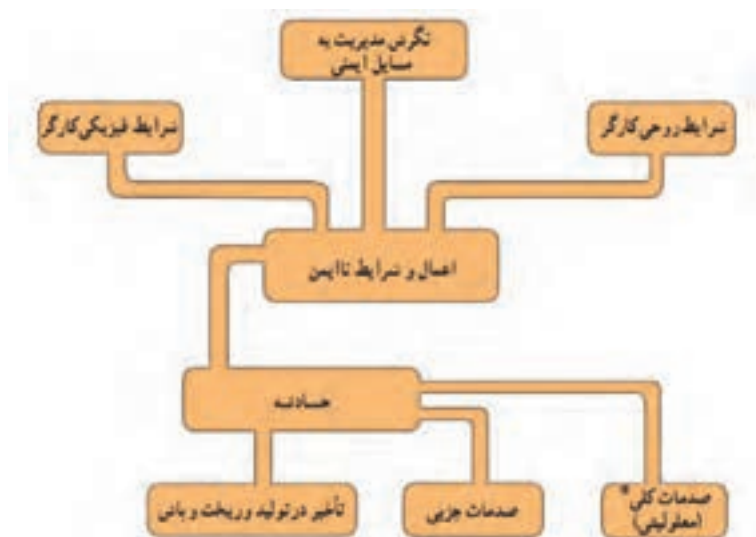 نگرش مدیریت به
مسایل ایمنی
شرایط روحی کارگر
شرایط فیزیکی کارگر
اعمال و شرایط ناایمن
حادثه
صدمات کلی*
(معلولیتی)
صدمات جزیی
تأخیر در تولید و ریخت و پاش